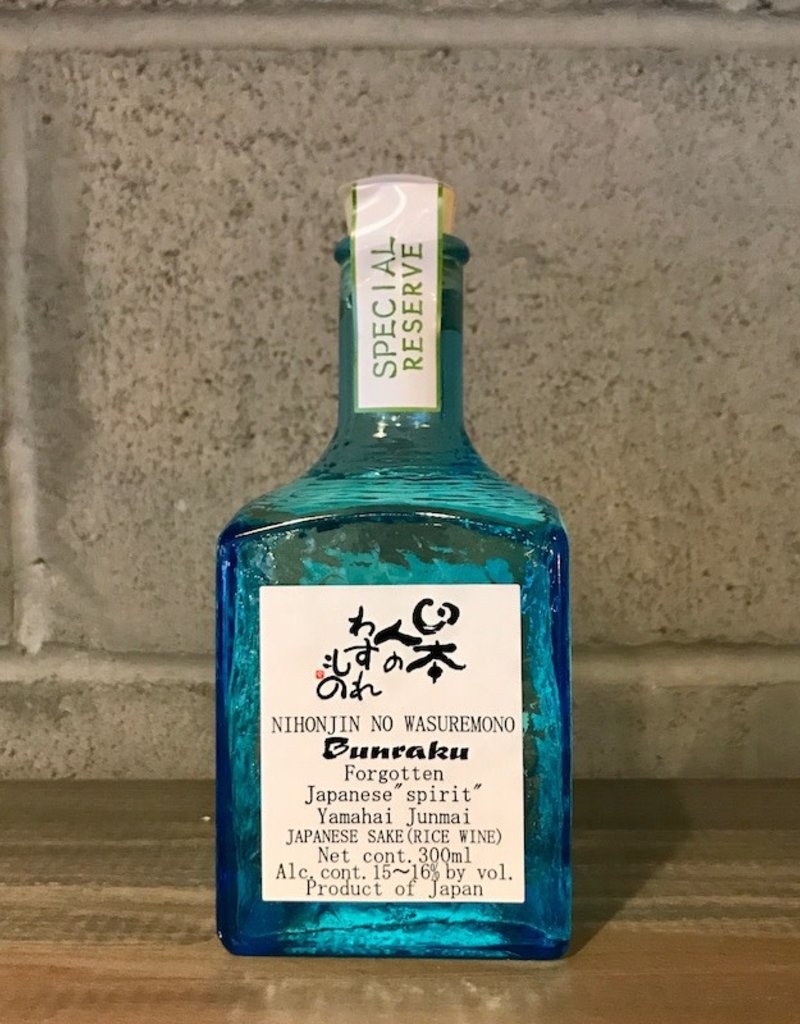 SPECIAL
RESERVE
日本
人の
わすれ
もの
NIHONJIN NO WASUREMONO
Bunraku
Forgotten
Japanese"spirit"
Yamahai Junmai
JAPANESE SAKE(RICE WINE)
Net cont. 300ml
Alc. cont. 15～16% by vol.
Product of Japan